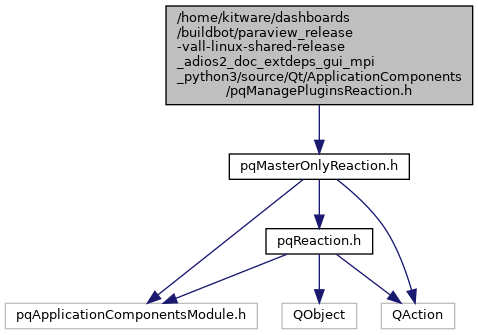 /home/kitware/dashboards
/buildbot/paraview_release
-vall-linux-shared-release
_adios2_doc_extdeps_gui_mpi
_python3/source/Qt/ApplicationComponents
/pqManagePluginsReaction.h
pqMasterOnlyReaction.h
pqReaction.h
pqApplicationComponentsModule.h
QObject
QAction